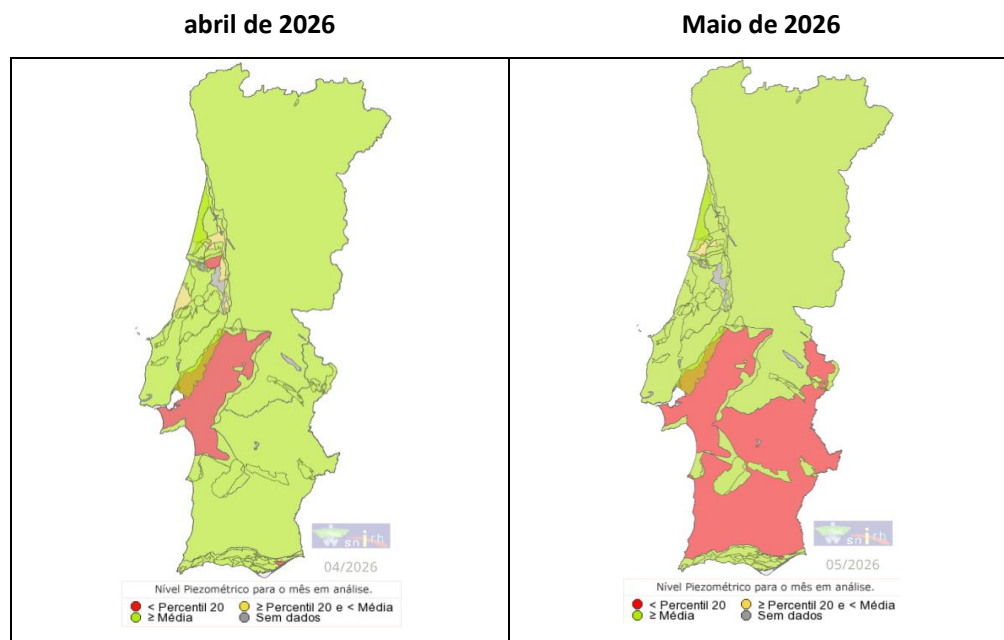 abril de 2026
Maio de 2026
snirh
04/2026
Nível Piezométrico para o mês em análise.
< Percentil 20
≥ Percentil 20 e < Média
≥ Média
Sem dados
snirh
05/2026
Nível Piezométrico para o mês em análise.
< Percentil 20
≥ Percentil 20 e < Média
≥ Média
Sem dados